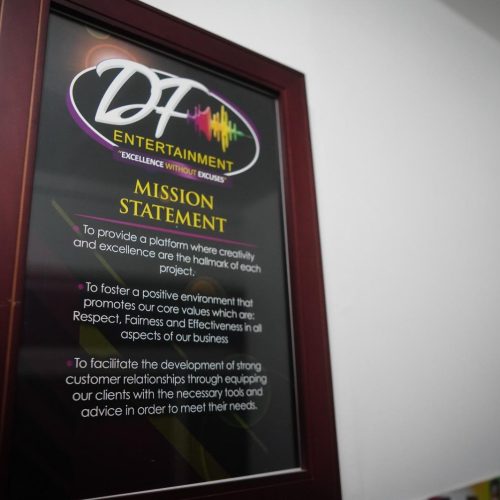 DF
ENTERTAINMENT
"EXCELLENCE WITHOUT EXCUSES"
MISSION
STATEMENT
• To provide a platform where creativity
and excellence are the hallmark of each
project.
• To foster a positive environment that
promotes our core values which are:
Respect, Fairness and Effectiveness in all
aspects of our business
• To facilitate the development of strong
customer relationships through equipping
our clients with the necessary tools and
advice in order to meet their needs.